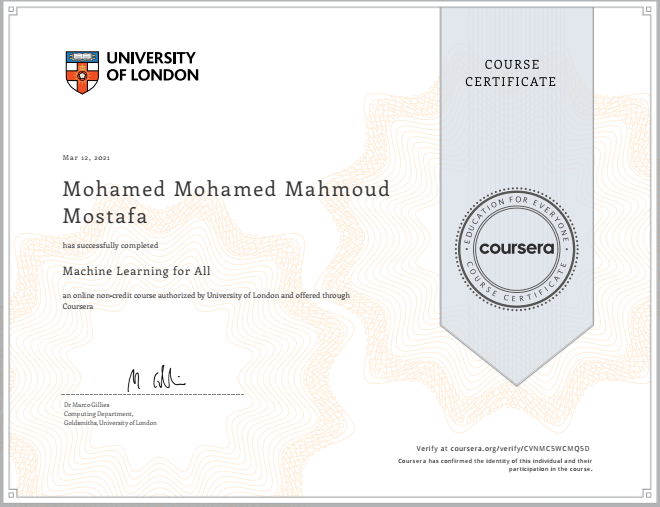 UNIVERSITY
OF LONDON
COURSE
CERTIFICATE
Mar 12, 2021
Mohamed Mohamed Mahmoud
Mostafa
has successfully completed
Machine Learning for All
an online non-credit course authorized by University of London and offered through
Coursera
EDUCATION FOR EVERYONE
coursera
COURSE CERTIFICATE
Dr Marco Gillies
Computing Department,
Goldsmiths, University of London
Verify at coursera.org/verify/CVNMC5WCMQ5D
Coursera has confirmed the identity of this individual and their
participation in the course.